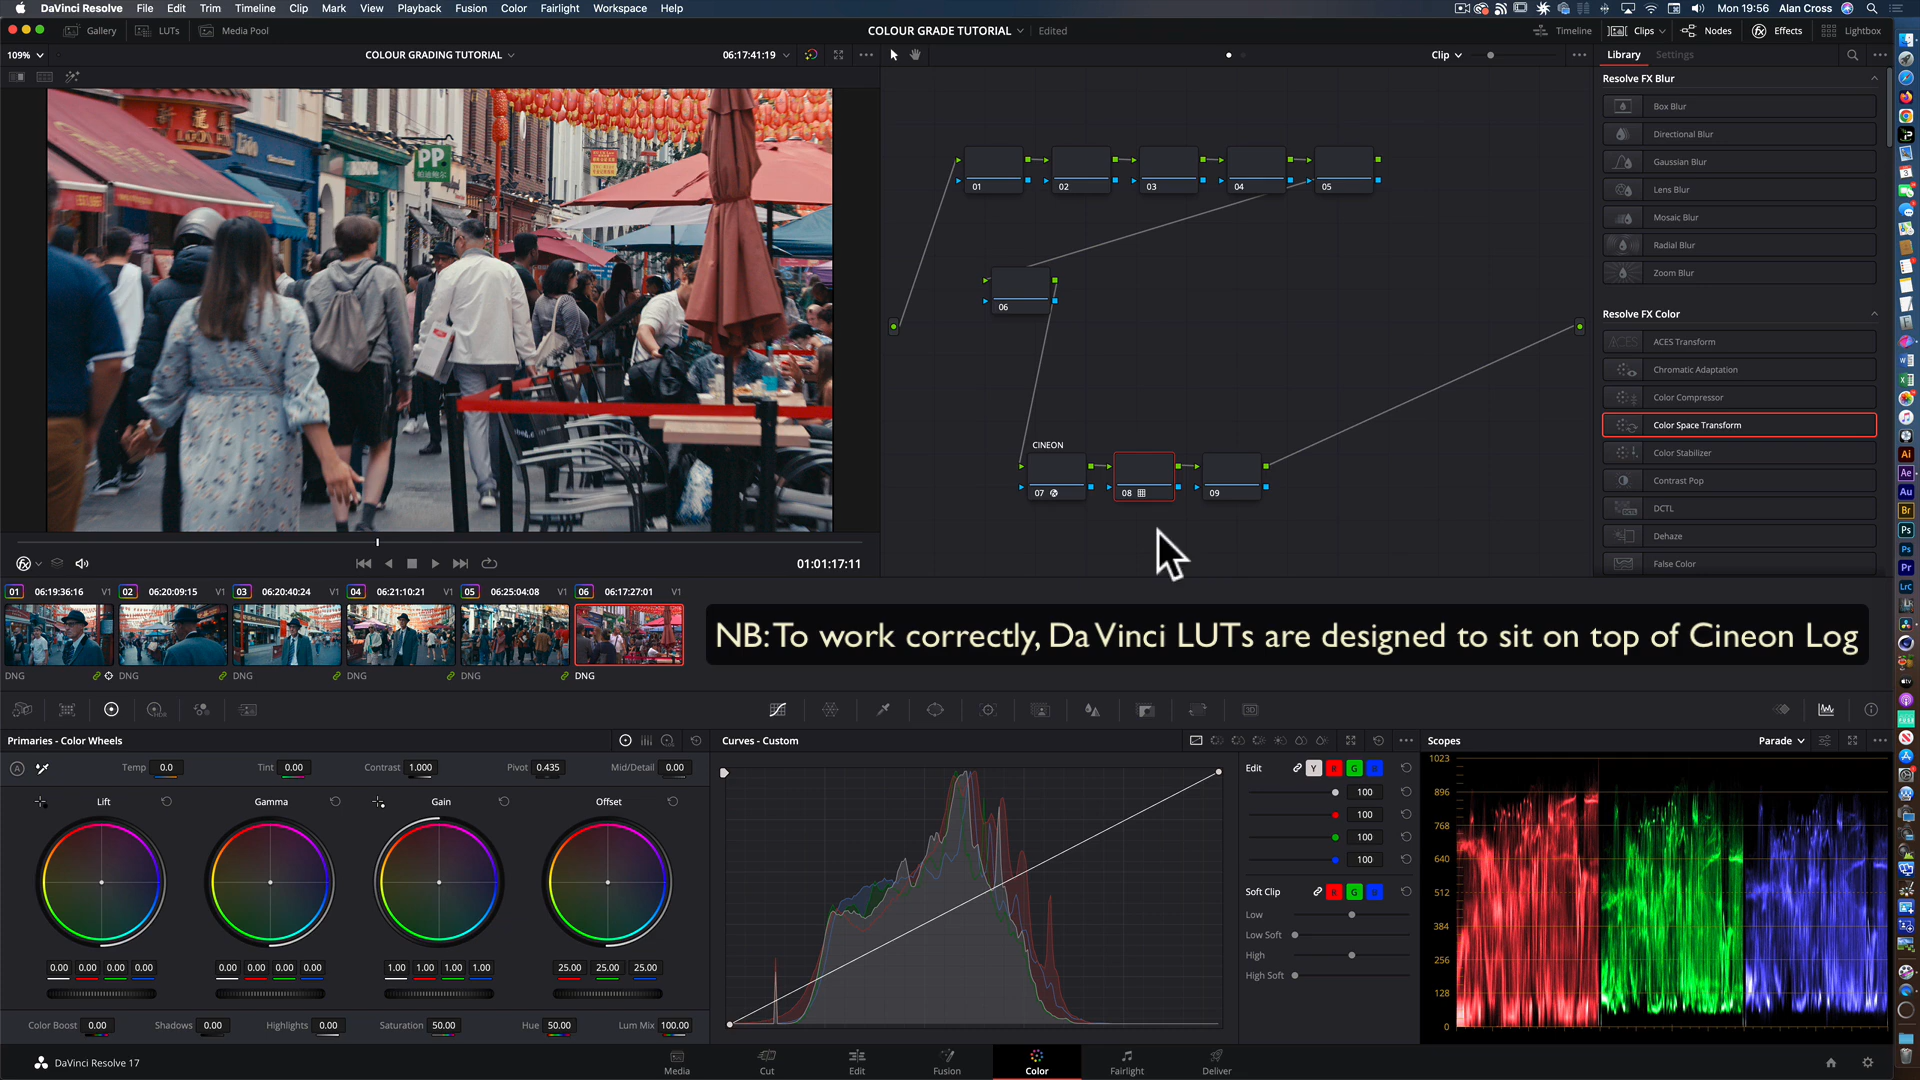 DaVinci Resolve File Edit Trim Timeline Clip Mark View Playback Fusion Color Fairlight Workspace Help Mon 19:56 Alan Cross
Gallery LUTs Media Pool COLOUR GRADE TUTORIAL Edited Timeline Clips Nodes Effects Lightbox
109% COLOUR GRADING TUTORIAL 06:17:41:19 Clip Library Settings
Resolve FX Blur
Box Blur
Directional Blur
Gaussian Blur
Lens Blur
Mosaic Blur
Radial Blur
Zoom Blur
Resolve FX Color
ACES Transform
Chromatic Adaptation
Color Compressor
Color Space Transform
Color Stabilizer
Contrast Pop
DCTL
Dehaze
False Color
PP
01 02 03 04 05
06
CINEON
07 08 09
01:01:17:11
01 06:19:36:16 V1 02 06:20:09:15 V1 03 06:20:40:24 V1 04 06:21:10:21 V1 05 06:25:04:08 V1 06 06:17:27:01 V1
DNG DNG DNG DNG DNG DNG
NB: To work correctly, Da Vinci LUTs are designed to sit on top of Cineon Log
Primaries - Color Wheels
Temp 0.0 Tint 0.00 Contrast 1.000 Pivot 0.435 Mid/Detail 0.00
Lift Gamma Gain Offset
0.00 0.00 0.00 0.00 0.00 0.00 0.00 0.00 1.00 1.00 1.00 1.00 25.00 25.00 25.00
Color Boost 0.00 Shadows 0.00 Highlights 0.00 Saturation 50.00 Hue 50.00 Lum Mix 100.00
Curves - Custom
Edit Y R G B
100
100
100
100
Soft Clip R G B
Low
Low Soft
High
High Soft
Scopes Parade
1023
896
768
640
512
384
256
128
0
DaVinci Resolve 17
Media Cut Edit Fusion Color Fairlight Deliver